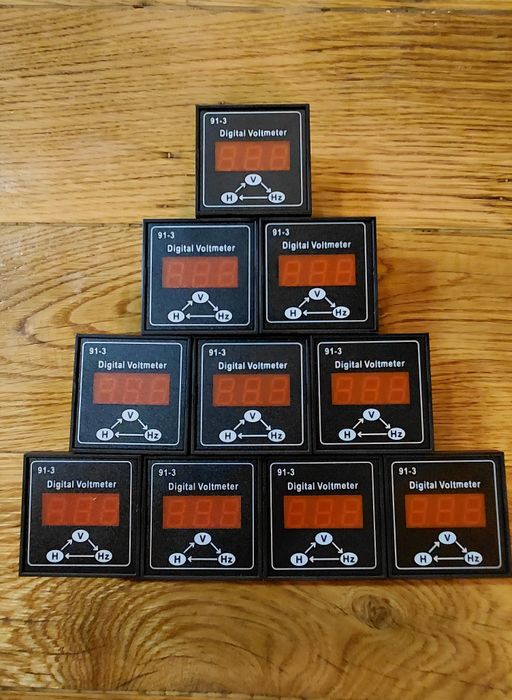 91-3
Digital Voltmeter
V
H Hz
91-3 91-3
Digital Voltmeter Digital Voltmeter
V V
H Hz H Hz
91-3 91-3 91-3
Digital Voltmeter Digital Voltmeter Digital Voltmeter
V V V
H Hz H Hz H Hz
91-3 91-3 91-3 91-3
Digital Voltmeter Digital Voltmeter Digital Voltmeter Digital Voltmeter
V V V V
H Hz H Hz H Hz H Hz